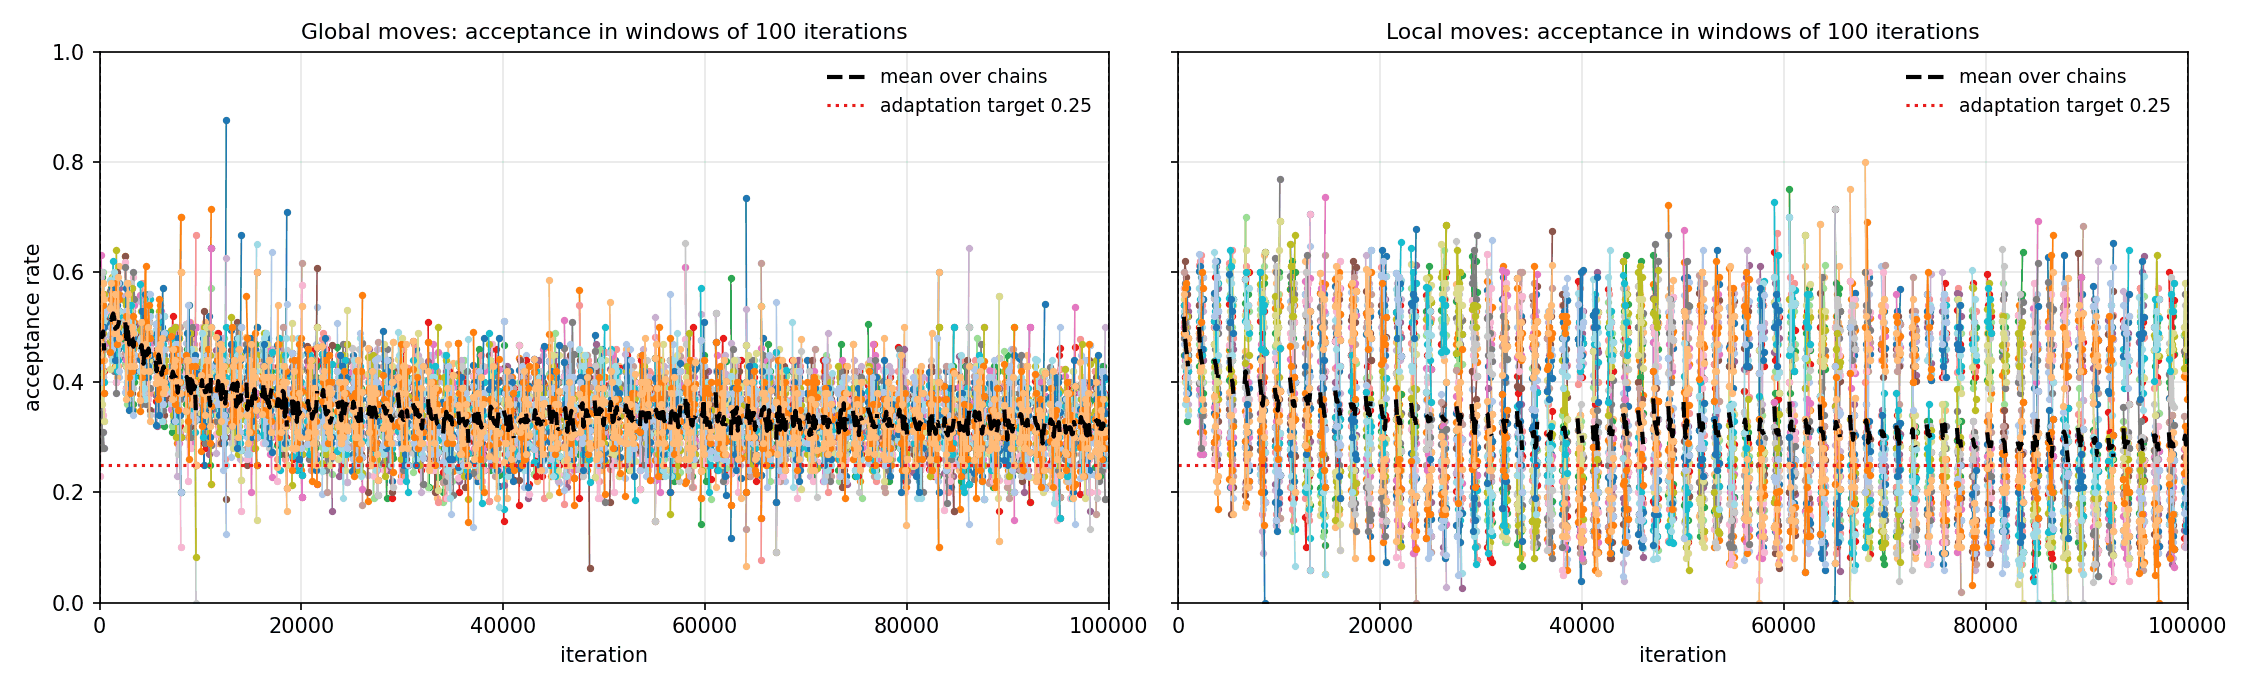 Global moves: acceptance in windows of 100 iterations
mean over chains
adaptation target 0.25
acceptance rate
1.0
0.8
0.6
0.4
0.2
0.0
0 20000 40000 60000 80000 100000
iteration
Local moves: acceptance in windows of 100 iterations
mean over chains
adaptation target 0.25
0 20000 40000 60000 80000 100000
iteration